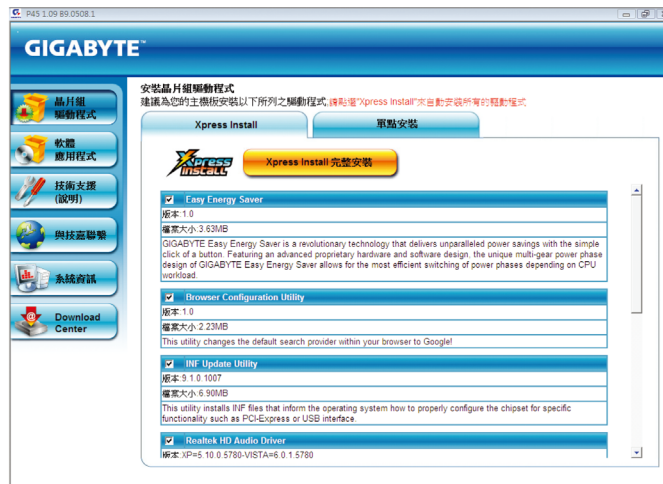 P45 1.09 B9.0508.1
GIGABYTE™
安裝晶片組驅動程式
建議為您的主機板安裝以下所列之驅動程式,請點選"Xpress Install"來自動安裝所有的驅動程式
晶片組
驅動程式
軟體
應用程式
技術支援
(說明)
與技嘉聯繫
系統資訊
Download
Center
Xpress Install
單點安裝
Xpress
INSTALL
Xpress Install 完整安裝
Easy Energy Saver
版本:1.0
檔案大小:3.63MB
GIGABYTE Easy Energy Saver is a revolutionary technology that delivers unparalleled power savings with the simple
click of a button. Featuring an advanced proprietary hardware and software design, the unique multi-gear power phase
design of GIGABYTE Easy Energy Saver allows for the most efficient switching of power phases depending on CPU
workload.
Browser Configuration Utility
版本:1.0
檔案大小:2.23MB
This utility changes the default search provider within your browser to Google!
INF Update Utility
版本:9.1.0.1007
檔案大小:6.90MB
This utility installs INF files that inform the operating system how to properly configure the chipset for specific
functionality such as PCI-Express or USB interface.
Realtek HD Audio Driver
版本:XP=5.10.0.5780-VISTA=6.0.1.5780